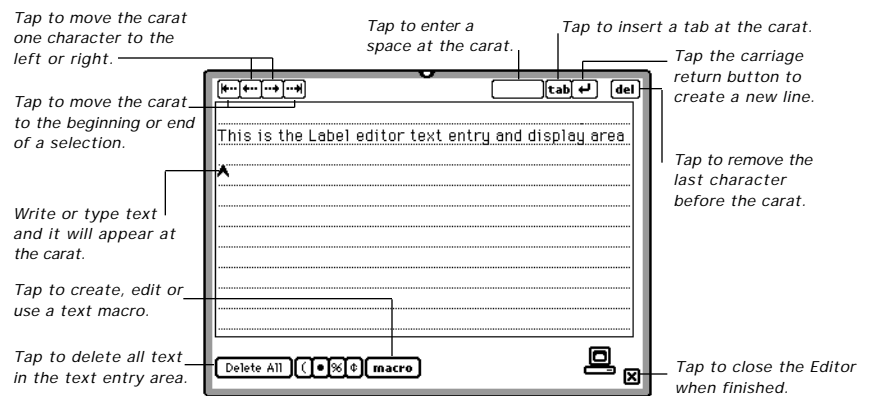 Tap to move the carat
one character to the
left or right.
Tap to enter a
space at the carat.
Tap to insert a tab at the carat.
Tap the carriage
return button to
create a new line.
tab
del
Tap to move the carat
to the beginning or end
of a selection.
This is the Label editor text entry and display area
Tap to remove the
last character
before the carat.
Write or type text
and it will appear at
the carat.
Tap to create, edit or
use a text macro.
Tap to delete all text
in the text entry area.
Delete All ( • % ¢ macro
Tap to close the Editor
when finished.